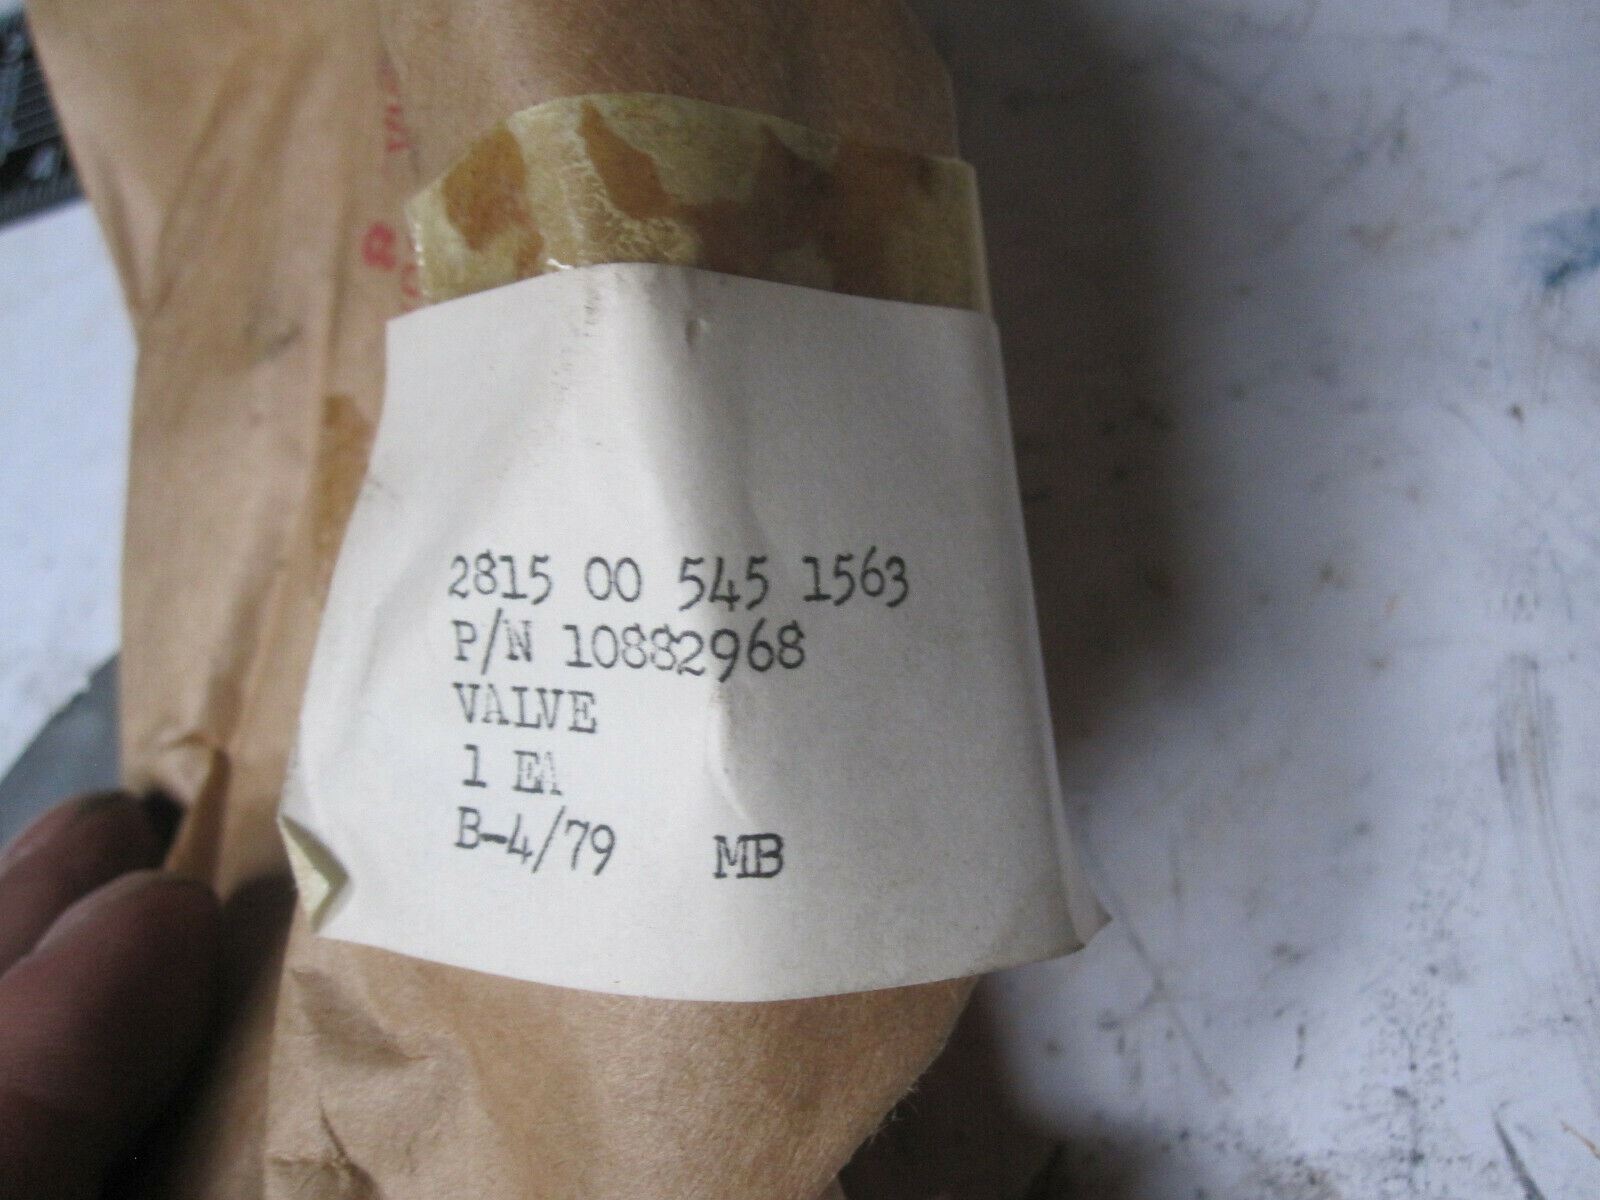 2815 00 545 1563
P/N 10882968
VALVE
1 EA
B-4/79 MB